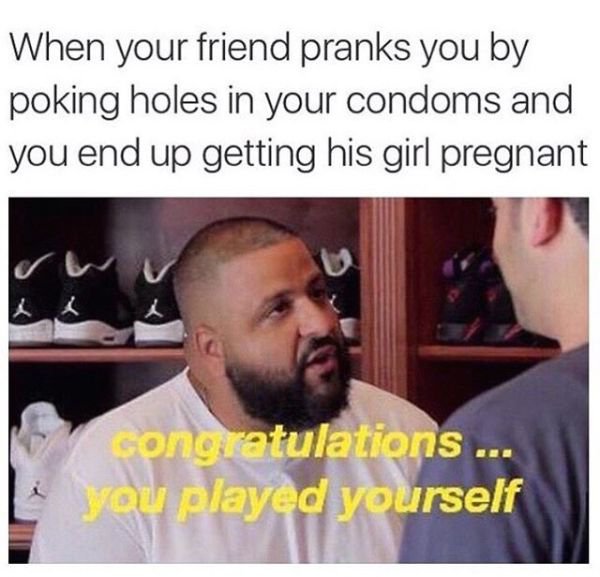 When your friend pranks you by
poking holes in your condoms and
you end up getting his girl pregnant
congratulations ...
you played yourself